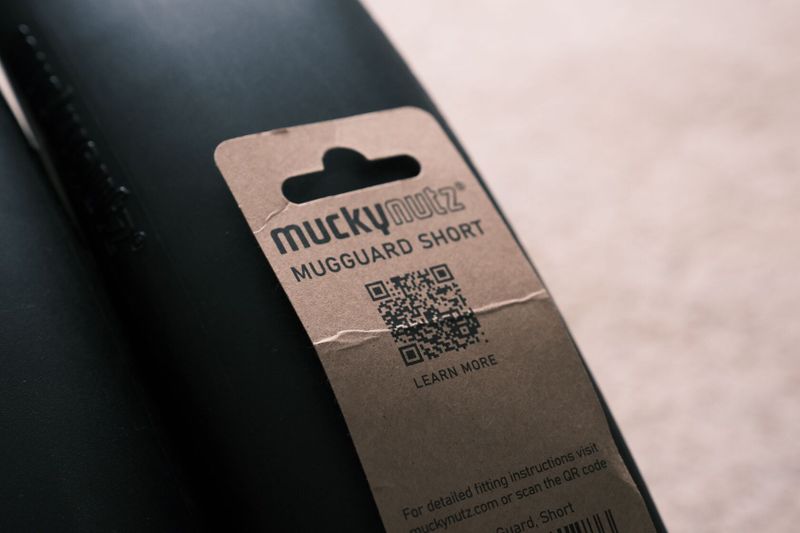 muckynutz®
MUGGUARD SHORT
LEARN MORE
For detailed fitting instructions visit
muckynutz.com or scan the QR code
Guard, Short